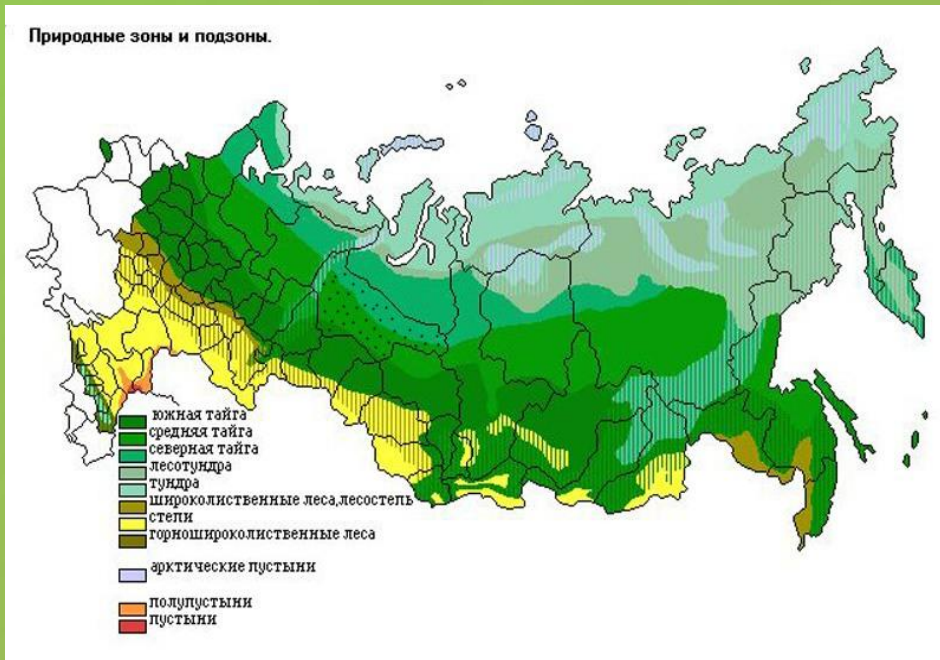 Природные зоны и подзоны.
южная тайга
средняя тайга
северная тайга
лесотундра
тундра
широколиственные леса,лесостепь
степи
горношироколиственные леса
арктические пустыни
полупустыни
пустыни